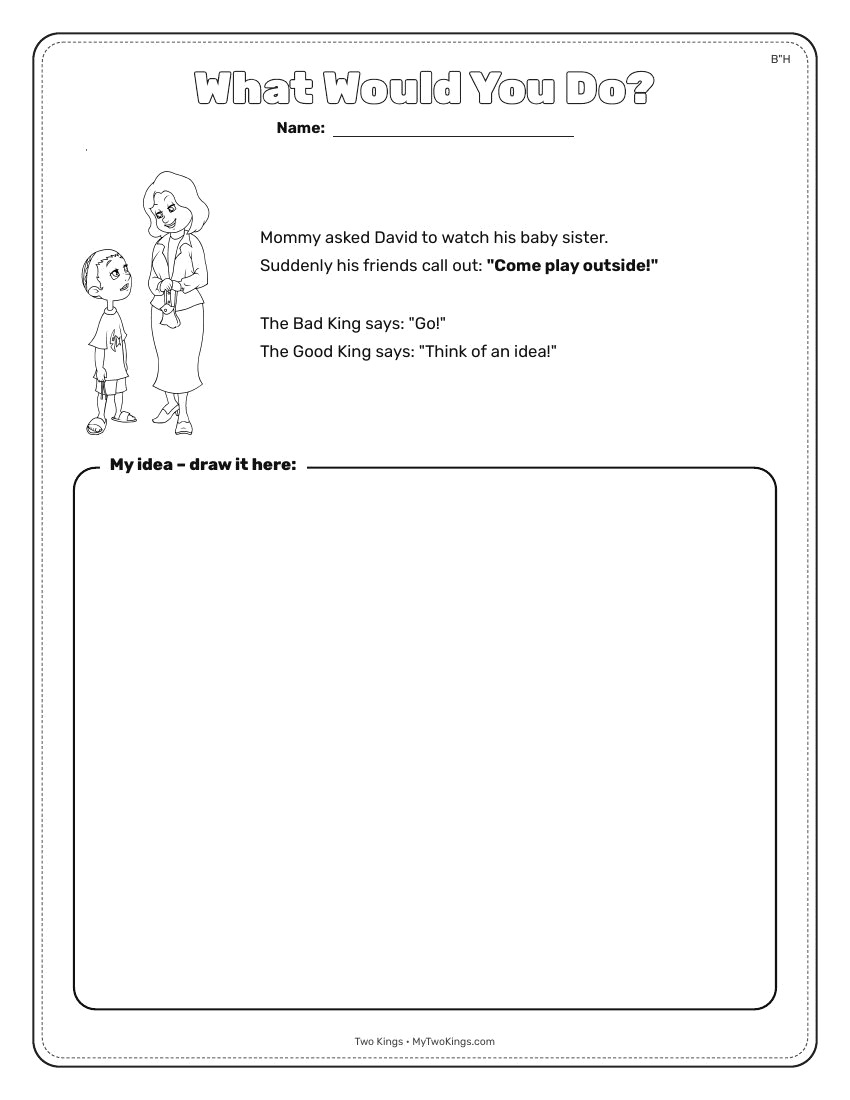 B"H
What Would You Do?
Name:
Mommy asked David to watch his baby sister.
Suddenly his friends call out: "Come play outside!"
The Bad King says: "Go!"
The Good King says: "Think of an idea!"
My idea – draw it here:
Two Kings • MyTwoKings.com